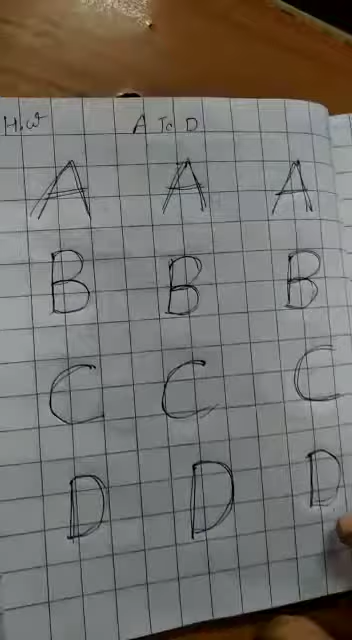 H.W A To D
A A A
B B B
C C C
D D D